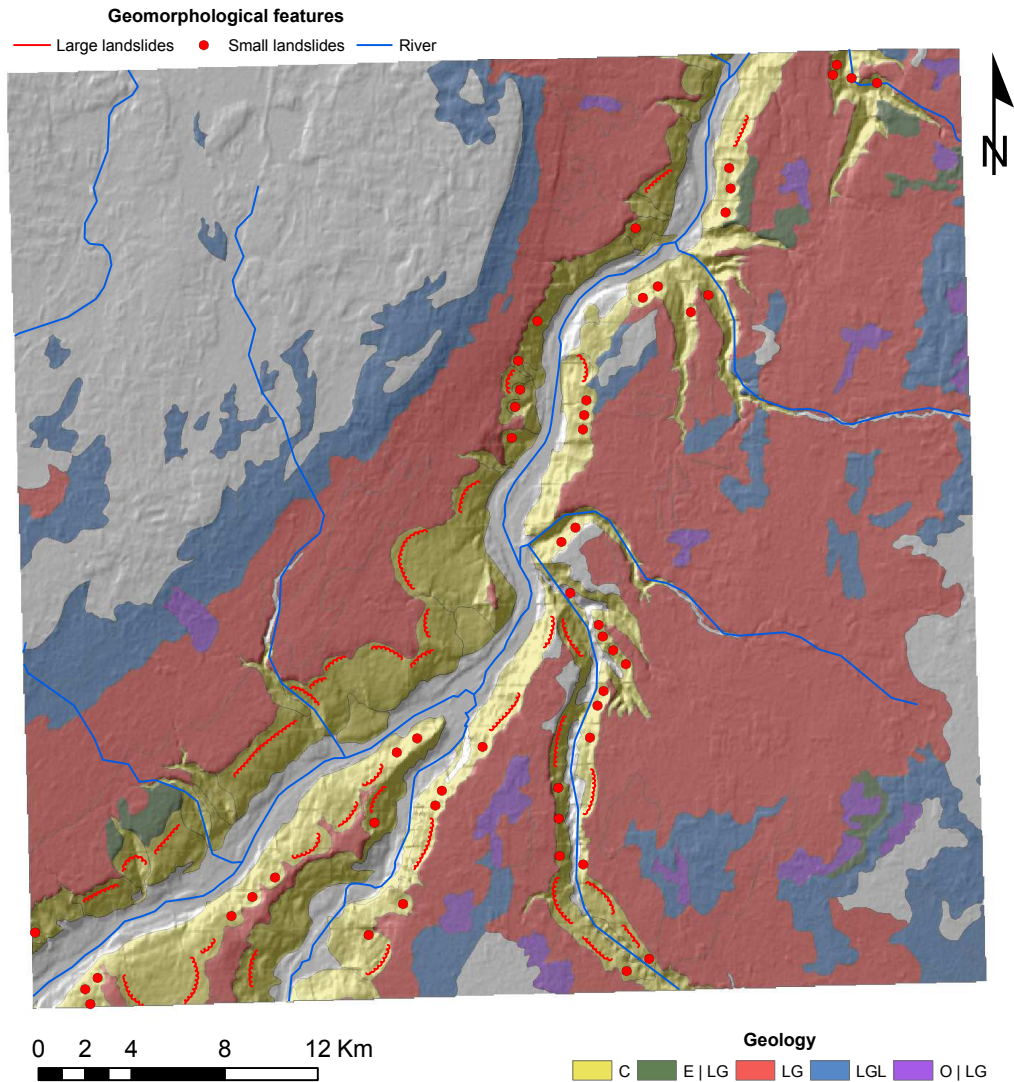 Geomorphological features
Large landslides Small landslides River
N
0 2 4 8 12 Km
Geology
C E | LG LG LGL O | LG